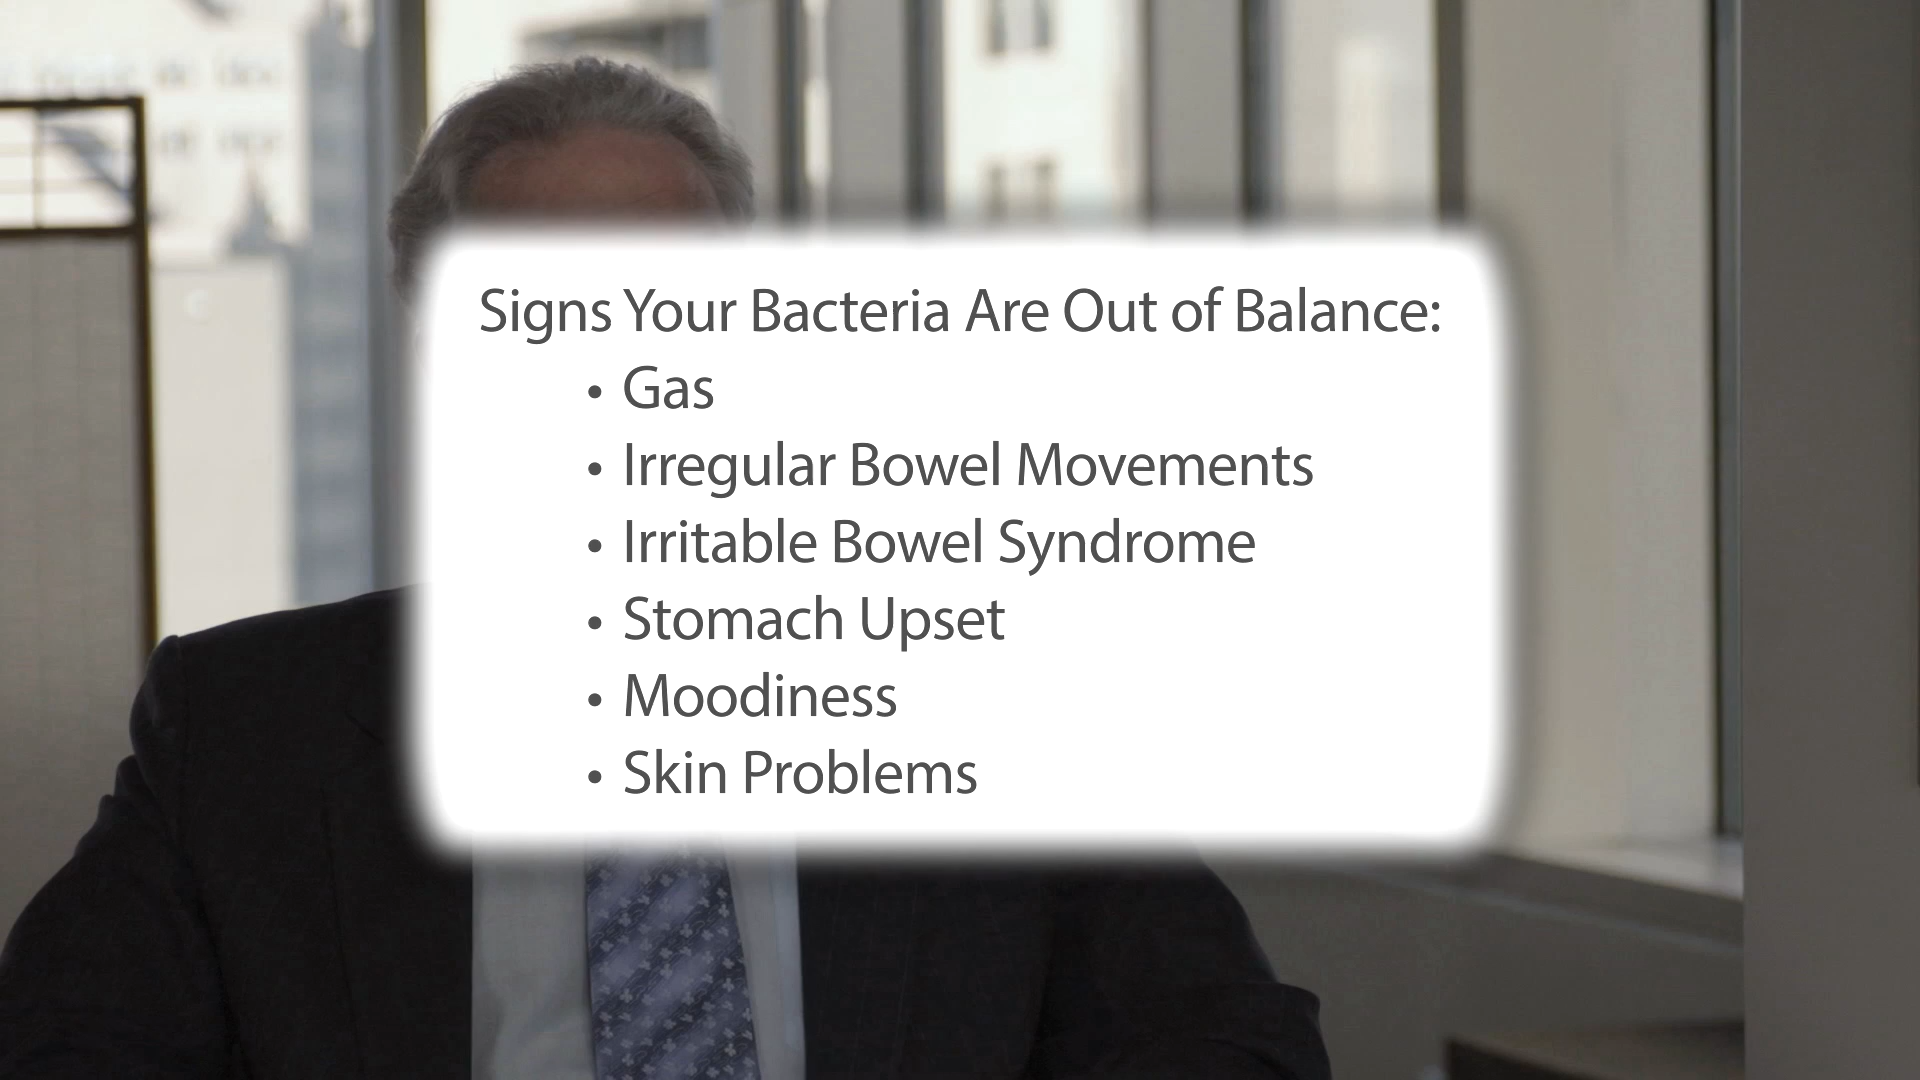 Signs Your Bacteria Are Out of Balance:
• Gas
• Irregular Bowel Movements
• Irritable Bowel Syndrome
• Stomach Upset
• Moodiness
• Skin Problems